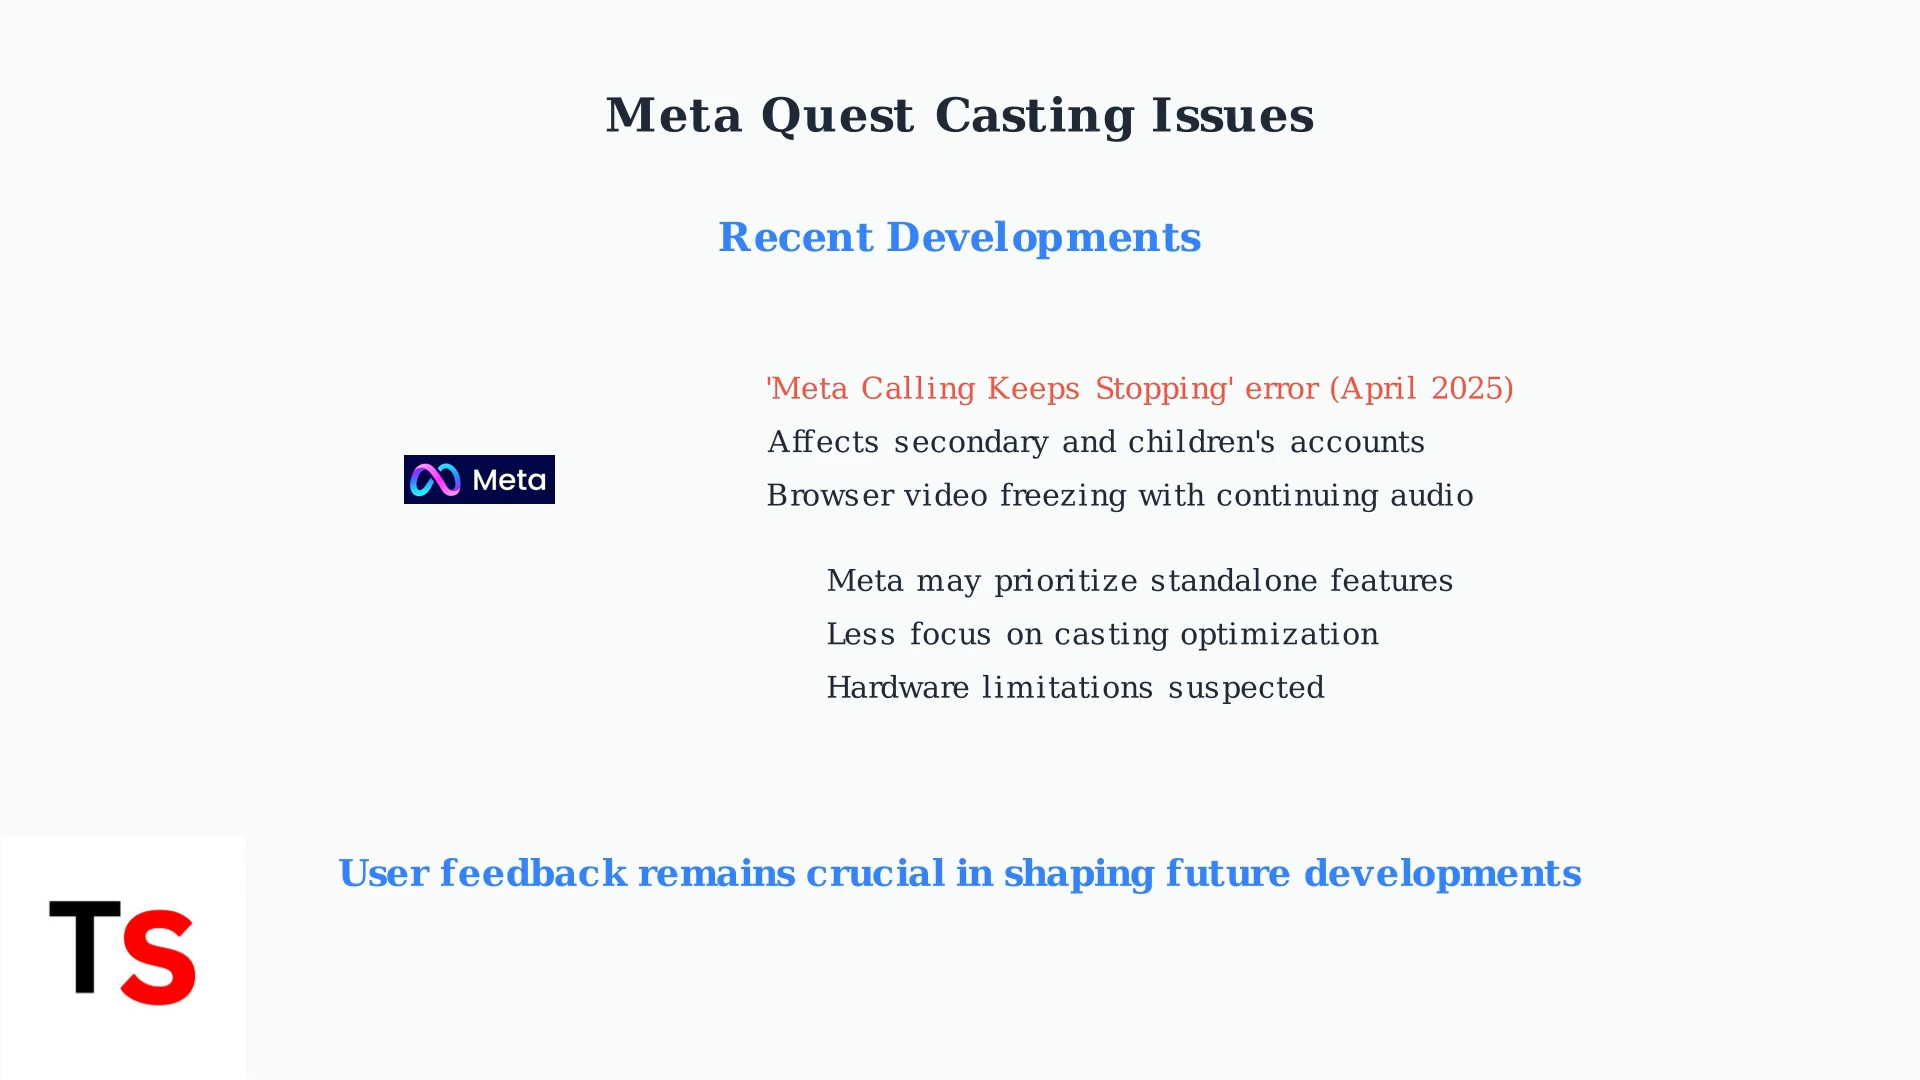 Meta Quest Casting Issues
Recent Developments
'Meta Calling Keeps Stopping' error (April 2025)
Affects secondary and children's accounts
Meta
Browser video freezing with continuing audio
Meta may prioritize standalone features
Less focus on casting optimization
Hardware limitations suspected
User feedback remains crucial in shaping future developments
TS